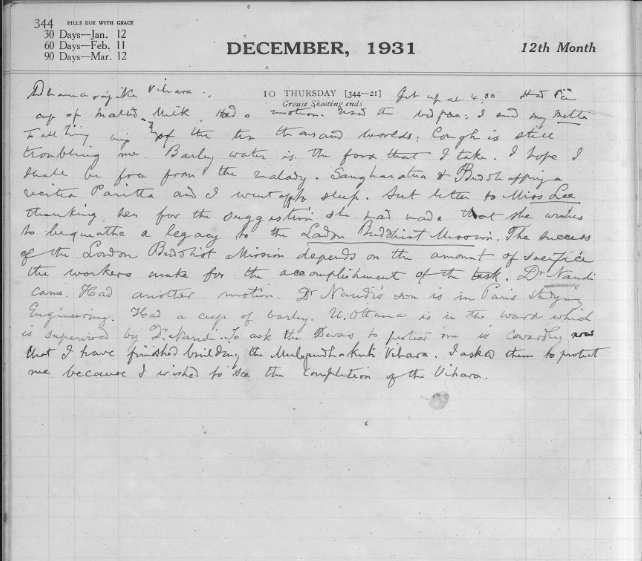 344 BILLS DUE WITH GRACE
30 Days—Jan. 12
60 Days—Feb. 11
90 Days—Mar. 12
DECEMBER, 1931
12th Month
10 THURSDAY [344—21]
Grouse Shooting ends
Vihara. Got up at 4.00 Had
cup of malted milk. Had a motion. used the bedpan: I send my metta
To all living of the ten thousand worlds: Cough is still
troubling me. Barley water is the food that I take. I hope I
shall be free from the malady. Sangharatna &
recited Paritta and I went off to sleep. Sent letter to Miss Lee
thanking her for the suggestion she had made that she wishes
to bequeathe a legacy to the London Buddhist Mission. The success
of the London Buddhist Mission depends on the amount of sacrifice
the workers make for the accomplishment of the task. Dr Nandi
came. Had another motion. Dr Nandi's son is in Paris studying
Engineering. Had a cup of barley. U. Ottama is in the ward which
is supervised by Dr. Nandi. To ask the Devas to protect me is cowardly now
that I have finished building the Mulagandhakuti Vihara. I asked them to protect
me because I wished to see the completion of the Vihara.